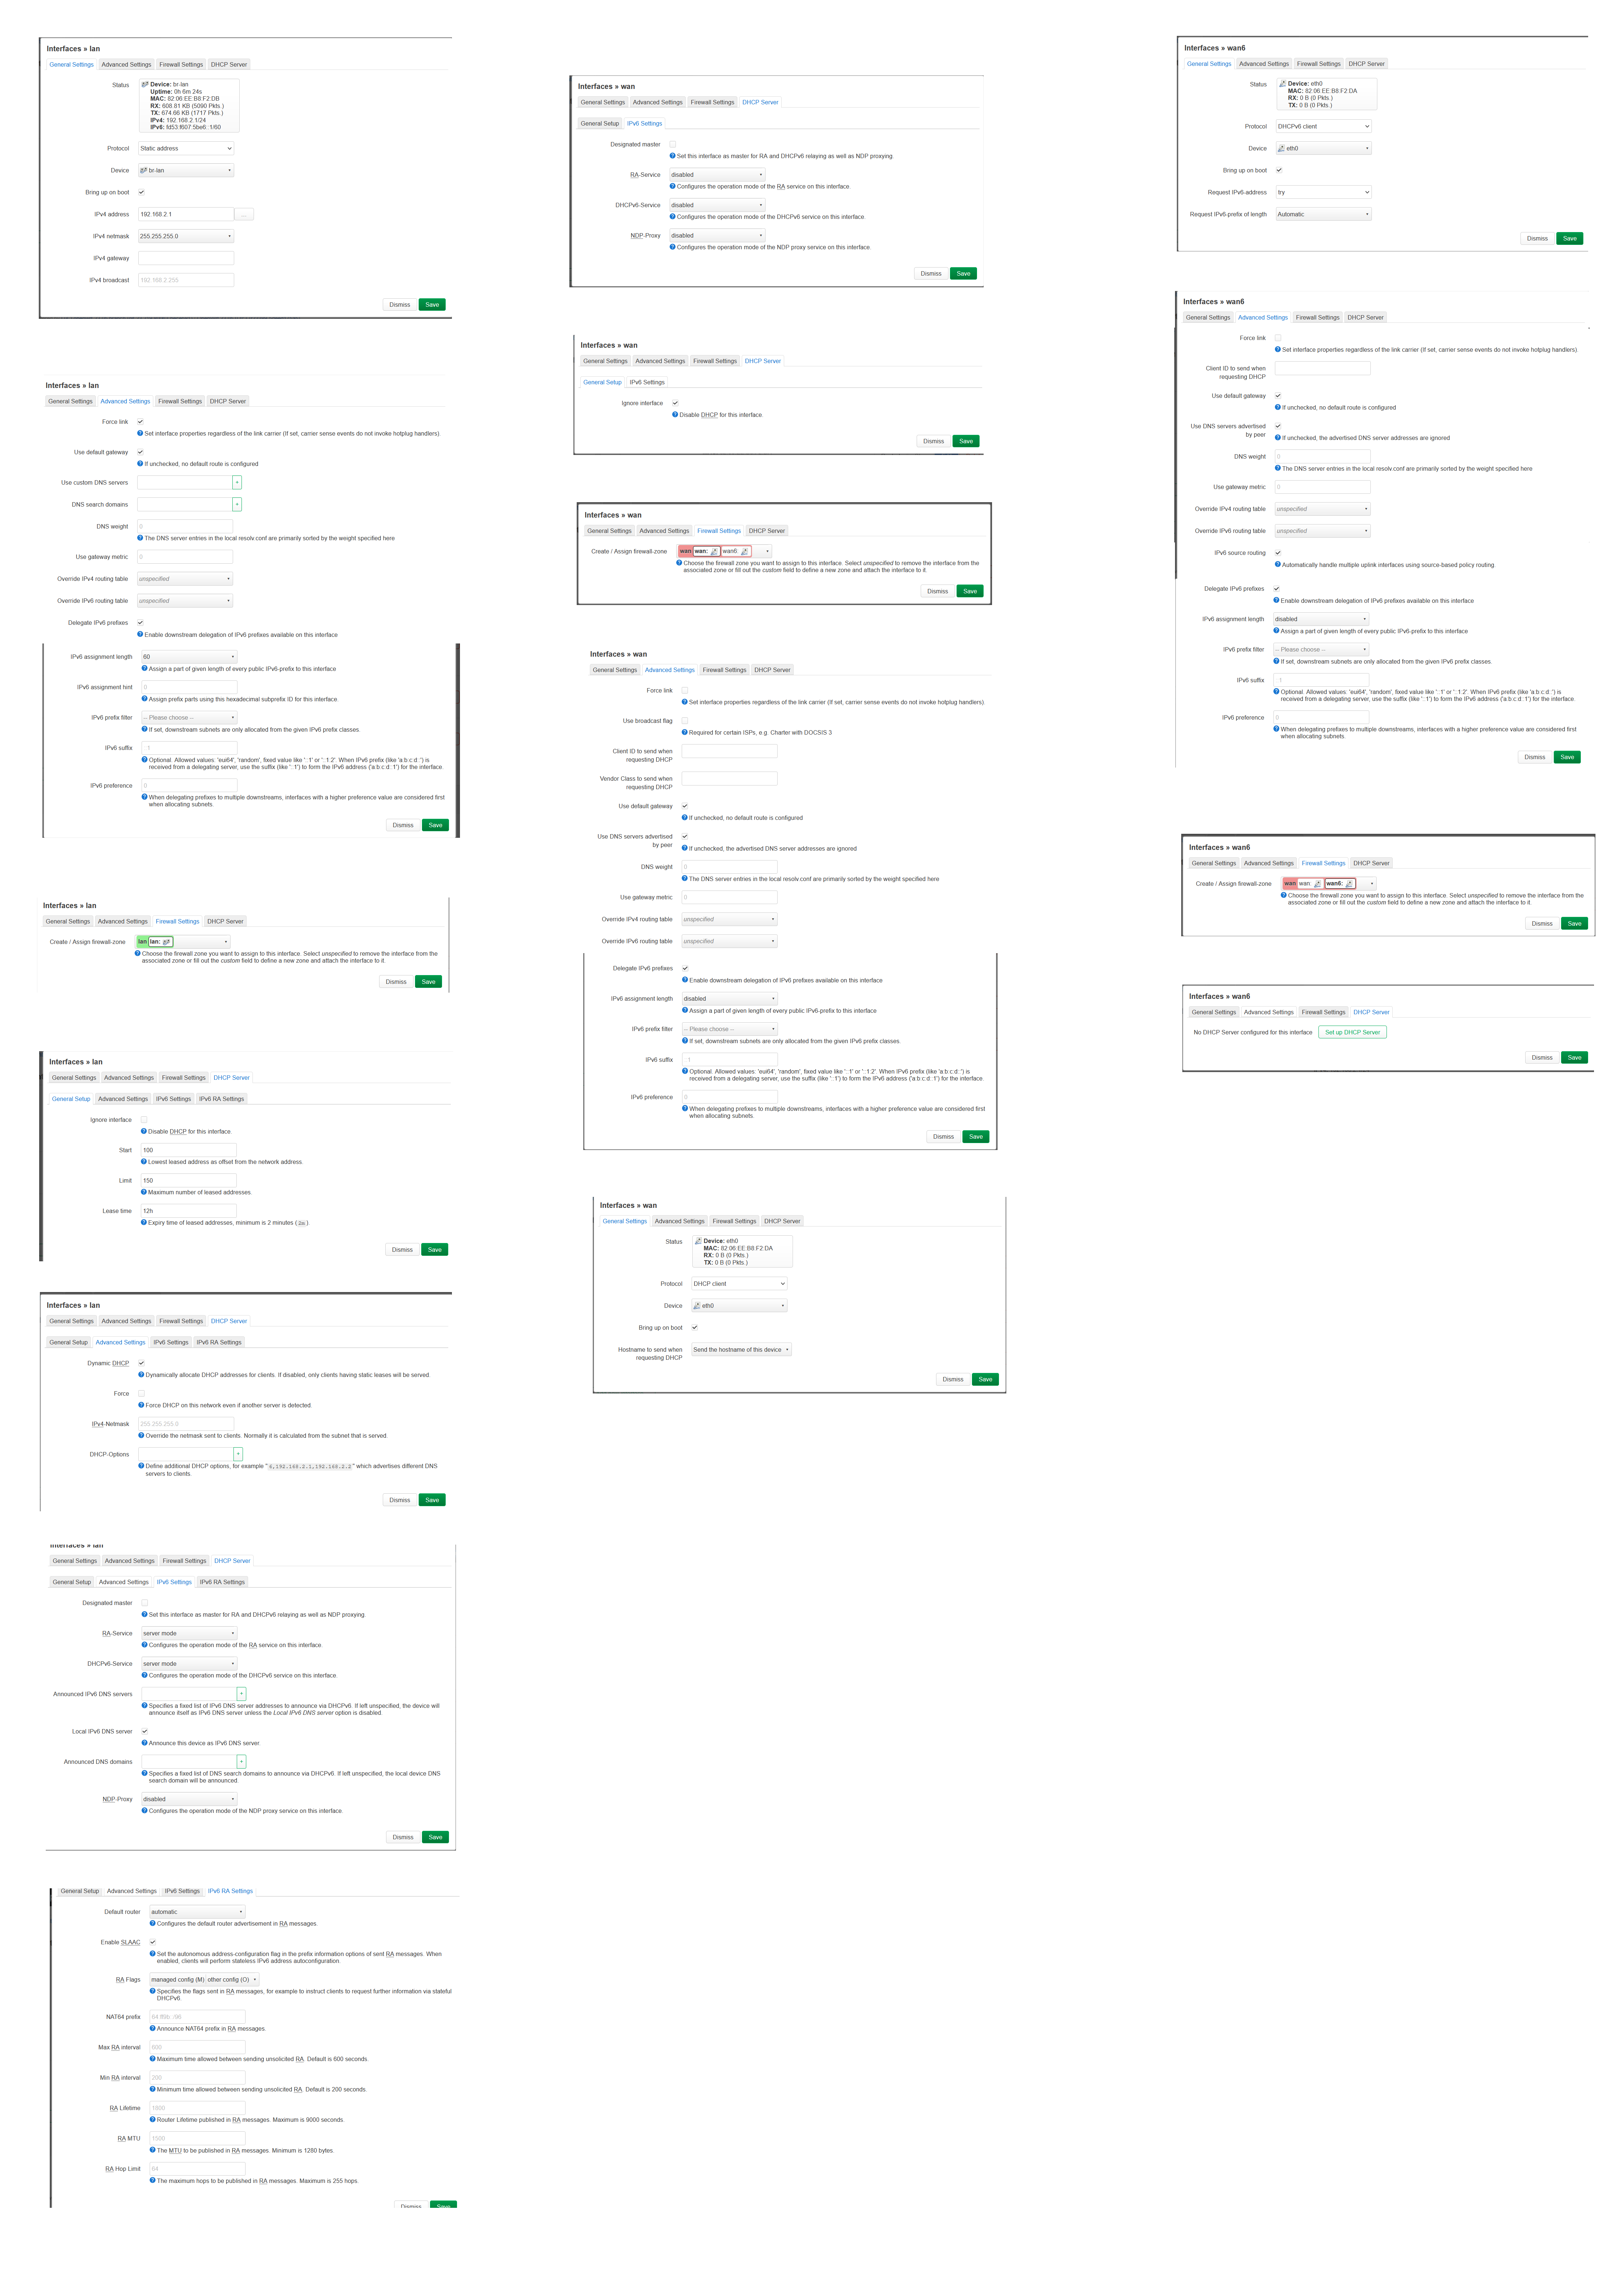 Interfaces » lan
General Settings Advanced Settings Firewall Settings DHCP Server
Status
Device: br-lan
Uptime: 0h 6m 24s
MAC: 82:06:EE:B8:F2:DB
RX: 608.81 KB (5090 Pkts.)
TX: 674.66 KB (1717 Pkts.)
IPv4: 192.168.2.1/24
IPv6: fd53:f607:5be6::1/60
Protocol Static address
Device br-lan
Bring up on boot
IPv4 address 192.168.2.1 ...
IPv4 netmask 255.255.255.0
IPv4 gateway
IPv4 broadcast 192.168.2.255
Dismiss Save
Interfaces » lan
General Settings Advanced Settings Firewall Settings DHCP Server
Force link
Set interface properties regardless of the link carrier (If set, carrier sense events do not invoke hotplug handlers).
Use default gateway
If unchecked, no default route is configured
Use custom DNS servers +
DNS search domains +
DNS weight 0
The DNS server entries in the local resolv.conf are primarily sorted by the weight specified here
Use gateway metric 0
Override IPv4 routing table unspecified
Override IPv6 routing table unspecified
Delegate IPv6 prefixes
Enable downstream delegation of IPv6 prefixes available on this interface
IPv6 assignment length 60
Assign a part of given length of every public IPv6-prefix to this interface
IPv6 assignment hint 0
Assign prefix parts using this hexadecimal subprefix ID for this interface.
IPv6 prefix filter -- Please choose --
If set, downstream subnets are only allocated from the given IPv6 prefix classes.
IPv6 suffix ::1
Optional. Allowed values: 'eui64', 'random', fixed value like '::1' or '::1:2'. When IPv6 prefix (like 'a:b:c:d::') is
received from a delegating server, use the suffix (like '::1') to form the IPv6 address ('a:b:c:d::1') for the interface.
IPv6 preference 0
When delegating prefixes to multiple downstreams, interfaces with a higher preference value are considered first
when allocating subnets.
Dismiss Save
Interfaces » lan
General Settings Advanced Settings Firewall Settings DHCP Server
Create / Assign firewall-zone lan lan:
Choose the firewall zone you want to assign to this interface. Select unspecified to remove the interface from the
associated zone or fill out the custom field to define a new zone and attach the interface to it.
Dismiss Save
Interfaces » lan
General Settings Advanced Settings Firewall Settings DHCP Server
General Setup Advanced Settings IPv6 Settings IPv6 RA Settings
Ignore interface
Disable DHCP for this interface.
Start 100
Lowest leased address as offset from the network address.
Limit 150
Maximum number of leased addresses.
Lease time 12h
Expiry time of leased addresses, minimum is 2 minutes (2m).
Dismiss Save
Interfaces » lan
General Settings Advanced Settings Firewall Settings DHCP Server
General Setup Advanced Settings IPv6 Settings IPv6 RA Settings
Dynamic DHCP
Dynamically allocate DHCP addresses for clients. If disabled, only clients having static leases will be served.
Force
Force DHCP on this network even if another server is detected.
IPv4-Netmask 255.255.255.0
Override the netmask sent to clients. Normally it is calculated from the subnet that is served.
DHCP-Options +
Define additional DHCP options, for example "6,192.168.2.1,192.168.2.2" which advertises different DNS
servers to clients.
Dismiss Save
Interfaces » lan
General Settings Advanced Settings Firewall Settings DHCP Server
General Setup Advanced Settings IPv6 Settings IPv6 RA Settings
Designated master
Set this interface as master for RA and DHCPv6 relaying as well as NDP proxying.
RA-Service server mode
Configures the operation mode of the RA service on this interface.
DHCPv6-Service server mode
Configures the operation mode of the DHCPv6 service on this interface.
Announced IPv6 DNS servers +
Specifies a fixed list of IPv6 DNS server addresses to announce via DHCPv6. If left unspecified, the device will
announce itself as IPv6 DNS server unless the Local IPv6 DNS server option is disabled.
Local IPv6 DNS server
Announce this device as IPv6 DNS server.
Announced DNS domains +
Specifies a fixed list of DNS search domains to announce via DHCPv6. If left unspecified, the local device DNS
search domain will be announced.
NDP-Proxy disabled
Configures the operation mode of the NDP proxy service on this interface.
Dismiss Save
General Setup Advanced Settings IPv6 Settings IPv6 RA Settings
Default router automatic
Configures the default router advertisement in RA messages.
Enable SLAAC
Set the autonomous address-configuration flag in the prefix information options of sent RA messages. When
enabled, clients will perform stateless IPv6 address autoconfiguration.
RA Flags managed config (M) other config (O)
Specifies the flags sent in RA messages, for example to instruct clients to request further information via stateful
DHCPv6.
NAT64 prefix 64:ff9b::/96
Announce NAT64 prefix in RA messages.
Max RA interval 600
Maximum time allowed between sending unsolicited RA. Default is 600 seconds.
Min RA interval 200
Minimum time allowed between sending unsolicited RA. Default is 200 seconds.
RA Lifetime 1800
Router Lifetime published in RA messages. Maximum is 9000 seconds.
RA MTU 1500
The MTU to be published in RA messages. Minimum is 1280 bytes.
RA Hop Limit 64
The maximum hops to be published in RA messages. Maximum is 255 hops.
Dismiss Save
Interfaces » wan
General Settings Advanced Settings Firewall Settings DHCP Server
General Setup IPv6 Settings
Designated master
Set this interface as master for RA and DHCPv6 relaying as well as NDP proxying.
RA-Service disabled
Configures the operation mode of the RA service on this interface.
DHCPv6-Service disabled
Configures the operation mode of the DHCPv6 service on this interface.
NDP-Proxy disabled
Configures the operation mode of the NDP proxy service on this interface.
Dismiss Save
Interfaces » wan
General Settings Advanced Settings Firewall Settings DHCP Server
General Setup IPv6 Settings
Ignore interface
Disable DHCP for this interface.
Dismiss Save
Interfaces » wan
General Settings Advanced Settings Firewall Settings DHCP Server
Create / Assign firewall-zone wan wan: wan6
Choose the firewall zone you want to assign to this interface. Select unspecified to remove the interface from the
associated zone or fill out the custom field to define a new zone and attach the interface to it.
Dismiss Save
Interfaces » wan
General Settings Advanced Settings Firewall Settings DHCP Server
Force link
Set interface properties regardless of the link carrier (If set, carrier sense events do not invoke hotplug handlers).
Use broadcast flag
Required for certain ISPs, e.g. Charter with DOCSIS 3
Client ID to send when
requesting DHCP
Vendor Class to send when
requesting DHCP
Use default gateway
If unchecked, no default route is configured
Use DNS servers advertised
by peer
If unchecked, the advertised DNS server addresses are ignored
DNS weight 0
The DNS server entries in the local resolv.conf are primarily sorted by the weight specified here
Use gateway metric 0
Override IPv4 routing table unspecified
Override IPv6 routing table unspecified
Delegate IPv6 prefixes
Enable downstream delegation of IPv6 prefixes available on this interface
IPv6 assignment length disabled
Assign a part of given length of every public IPv6-prefix to this interface
IPv6 prefix filter -- Please choose --
If set, downstream subnets are only allocated from the given IPv6 prefix classes.
IPv6 suffix ::1
Optional. Allowed values: 'eui64', 'random', fixed value like '::1' or '::1:2'. When IPv6 prefix (like 'a:b:c:d::') is
received from a delegating server, use the suffix (like '::1') to form the IPv6 address ('a:b:c:d::1') for the interface.
IPv6 preference 0
When delegating prefixes to multiple downstreams, interfaces with a higher preference value are considered first
when allocating subnets.
Dismiss Save
Interfaces » wan
General Settings Advanced Settings Firewall Settings DHCP Server
Status
Device: eth0
MAC: 82:06:EE:B8:F2:DA
RX: 0 B (0 Pkts.)
TX: 0 B (0 Pkts.)
Protocol DHCP client
Device eth0
Bring up on boot
Hostname to send when
requesting DHCP
Send the hostname of this device
Dismiss Save
Interfaces » wan6
General Settings Advanced Settings Firewall Settings DHCP Server
Status
Device: eth0
MAC: 82:06:EE:B8:F2:DA
RX: 0 B (0 Pkts.)
TX: 0 B (0 Pkts.)
Protocol DHCPv6 client
Device eth0
Bring up on boot
Request IPv6-address try
Request IPv6-prefix of length Automatic
Dismiss Save
Interfaces » wan6
General Settings Advanced Settings Firewall Settings DHCP Server
Force link
Set interface properties regardless of the link carrier (If set, carrier sense events do not invoke hotplug handlers).
Client ID to send when
requesting DHCP
Use default gateway
If unchecked, no default route is configured
Use DNS servers advertised
by peer
If unchecked, the advertised DNS server addresses are ignored
DNS weight 0
The DNS server entries in the local resolv.conf are primarily sorted by the weight specified here
Use gateway metric 0
Override IPv4 routing table unspecified
Override IPv6 routing table unspecified
IPv6 source routing
Automatically handle multiple uplink interfaces using source-based policy routing.
Delegate IPv6 prefixes
Enable downstream delegation of IPv6 prefixes available on this interface
IPv6 assignment length disabled
Assign a part of given length of every public IPv6-prefix to this interface
IPv6 prefix filter -- Please choose --
If set, downstream subnets are only allocated from the given IPv6 prefix classes.
IPv6 suffix ::1
Optional. Allowed values: 'eui64', 'random', fixed value like '::1' or '::1:2'. When IPv6 prefix (like 'a:b:c:d::') is
received from a delegating server, use the suffix (like '::1') to form the IPv6 address ('a:b:c:d::1') for the interface.
IPv6 preference 0
When delegating prefixes to multiple downstreams, interfaces with a higher preference value are considered first
when allocating subnets.
Dismiss Save
Interfaces » wan6
General Settings Advanced Settings Firewall Settings DHCP Server
Create / Assign firewall-zone wan wan: wan6:
Choose the firewall zone you want to assign to this interface. Select unspecified to remove the interface from the
associated zone or fill out the custom field to define a new zone and attach the interface to it.
Dismiss Save
Interfaces » wan6
General Settings Advanced Settings Firewall Settings DHCP Server
No DHCP Server configured for this interface Set up DHCP Server
Dismiss Save